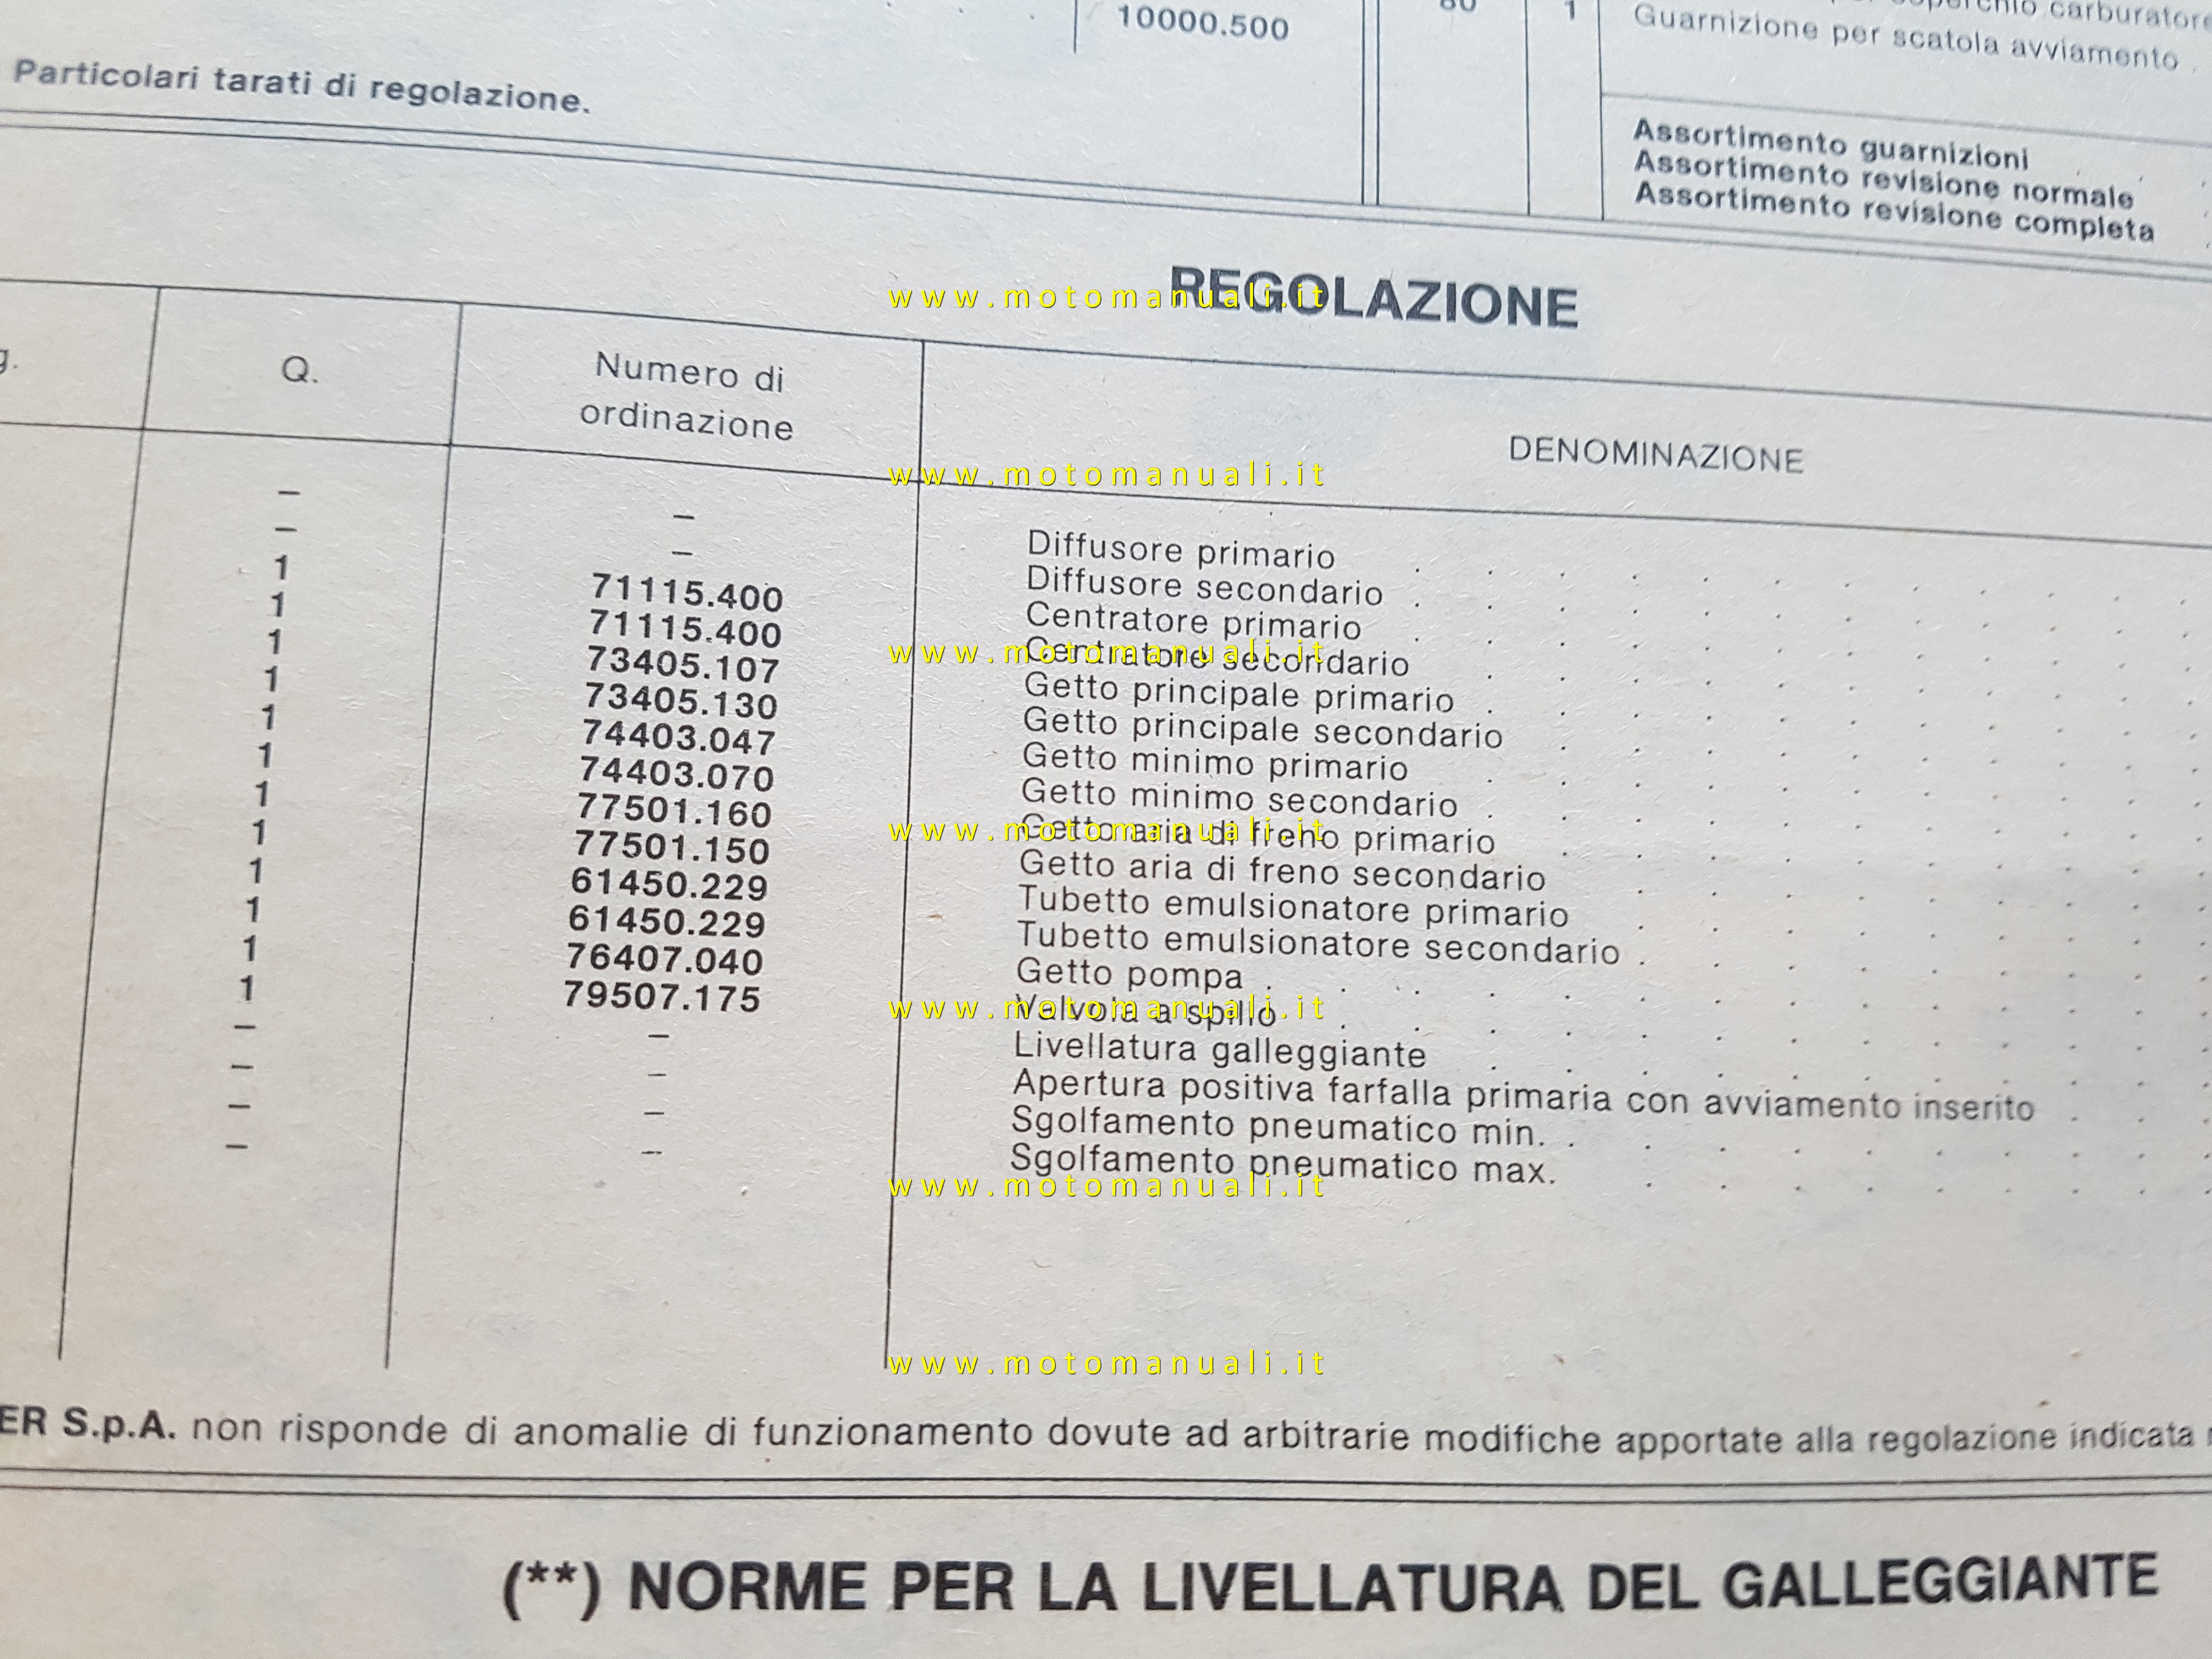 10000.500
Particolari tarati di regolazione.
80 1 carburatore
Guarnizione per scatola avviamento .
Assortimento guarnizioni
Assortimento revisione normale
Assortimento revisione completa
REGOLAZIONE
Q. Numero di ordinazione DENOMINAZIONE
– – Diffusore primario
– – Diffusore secondario
1 71115.400 Centratore primario
1 71115.400 Centratore secondario
1 73405.107 Getto principale primario
1 73405.130 Getto principale secondario
1 74403.047 Getto minimo primario
1 74403.070 Getto minimo secondario
1 77501.160 Getto aria di freno primario
1 77501.150 Getto aria di freno secondario
1 61450.229 Tubetto emulsionatore primario
1 61450.229 Tubetto emulsionatore secondario
1 76407.040 Getto pompa
1 79507.175 Valvola a spillo
– – Livellatura galleggiante
– – Apertura positiva farfalla primaria con avviamento inserito
– – Sgolfamento pneumatico min.
– – Sgolfamento pneumatico max.
ER S.p.A. non risponde di anomalie di funzionamento dovute ad arbitrarie modifiche apportate alla regolazione indicata
(**) NORME PER LA LIVELLATURA DEL GALLEGGIANTE
www.motomanuali.it
www.motomanuali.it
www.motomanuali.it
www.motomanuali.it
www.motomanuali.it
www.motomanuali.it
www.motomanuali.it